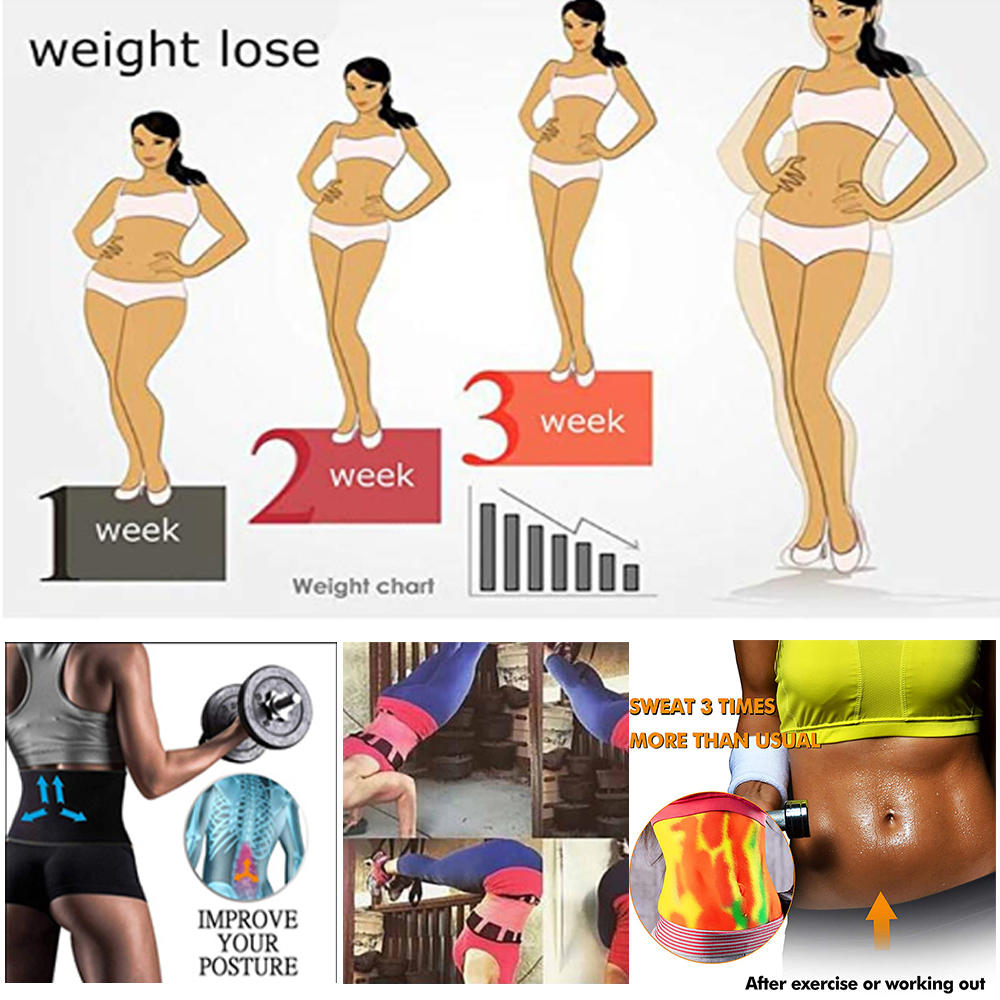 weight lose
1 week
2 week
3 week
Weight chart
IMPROVE
YOUR
POSTURE
SWEAT 3 TIMES
MORE THAN USUAL
After exercise or working out